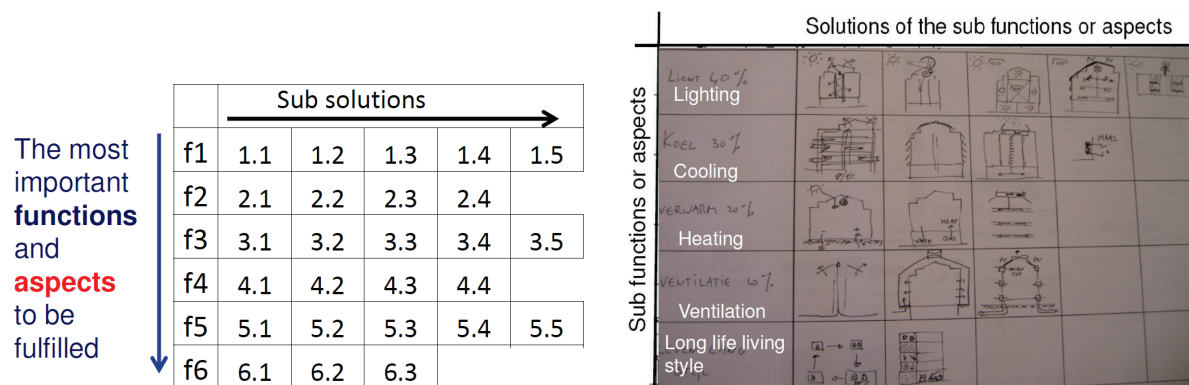 The most
important
functions
and
aspects
to be
fulfilled
Sub solutions
f1 1.1 1.2 1.3 1.4 1.5
f2 2.1 2.2 2.3 2.4
f3 3.1 3.2 3.3 3.4 3.5
f4 4.1 4.2 4.3 4.4
f5 5.1 5.2 5.3 5.4 5.5
f6 6.1 6.2 6.3
Solutions of the sub functions or aspects
Sub functions or aspects
LICHT 40%
Lighting
PV PV
KOEL 30%
Cooling
MAAS
VERWARM 20%
Heating
HEAT
VENTILATIE 10%
Ventilation
PV PV
Long life living
style